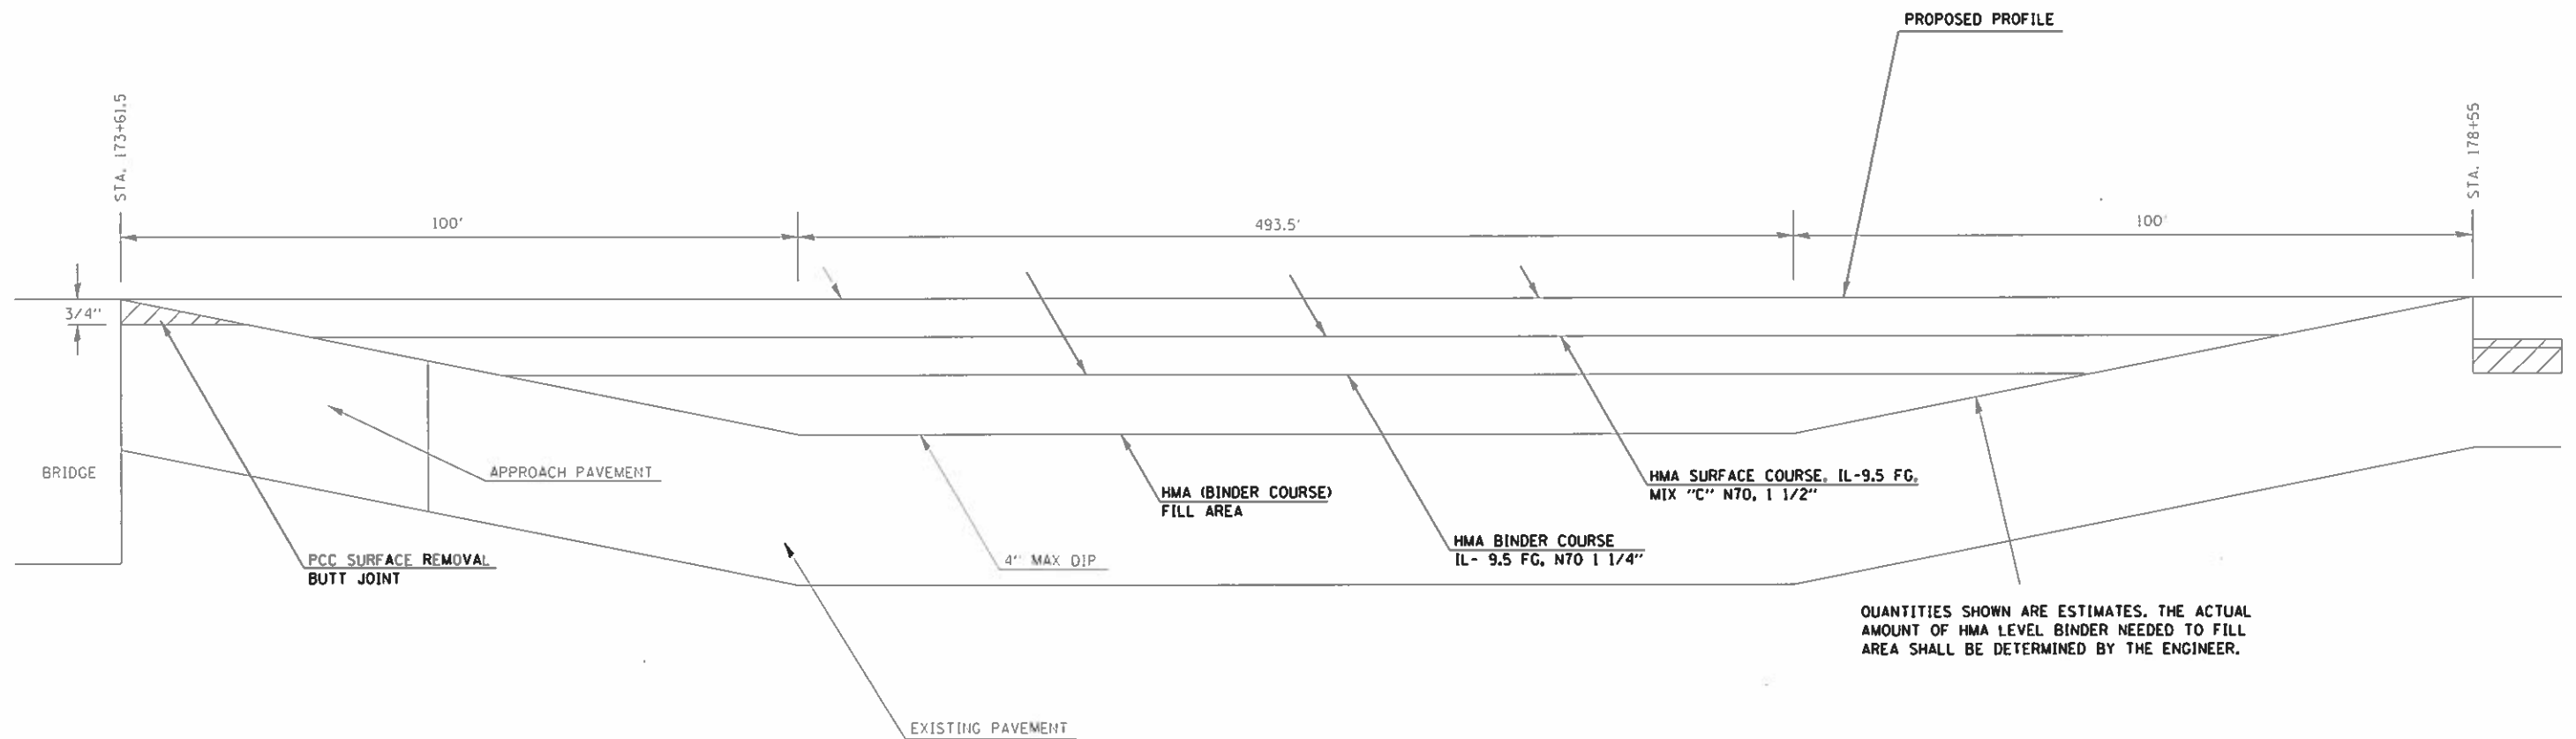 PROPOSED PROFILE
STA. 173+61.5
STA. 178+55
100'
493.5'
100'
3/4"
BRIDGE
APPROACH PAVEMENT
PCC SURFACE REMOVAL
BUTT JOINT
4" MAX DIP
HMA (BINDER COURSE)
FILL AREA
HMA BINDER COURSE
IL- 9.5 FG, N70 1 1/4"
HMA SURFACE COURSE, IL-9.5 FG,
MIX "C" N70, 1 1/2"
QUANTITIES SHOWN ARE ESTIMATES. THE ACTUAL
AMOUNT OF HMA LEVEL BINDER NEEDED TO FILL
AREA SHALL BE DETERMINED BY THE ENGINEER.
EXISTING PAVEMENT